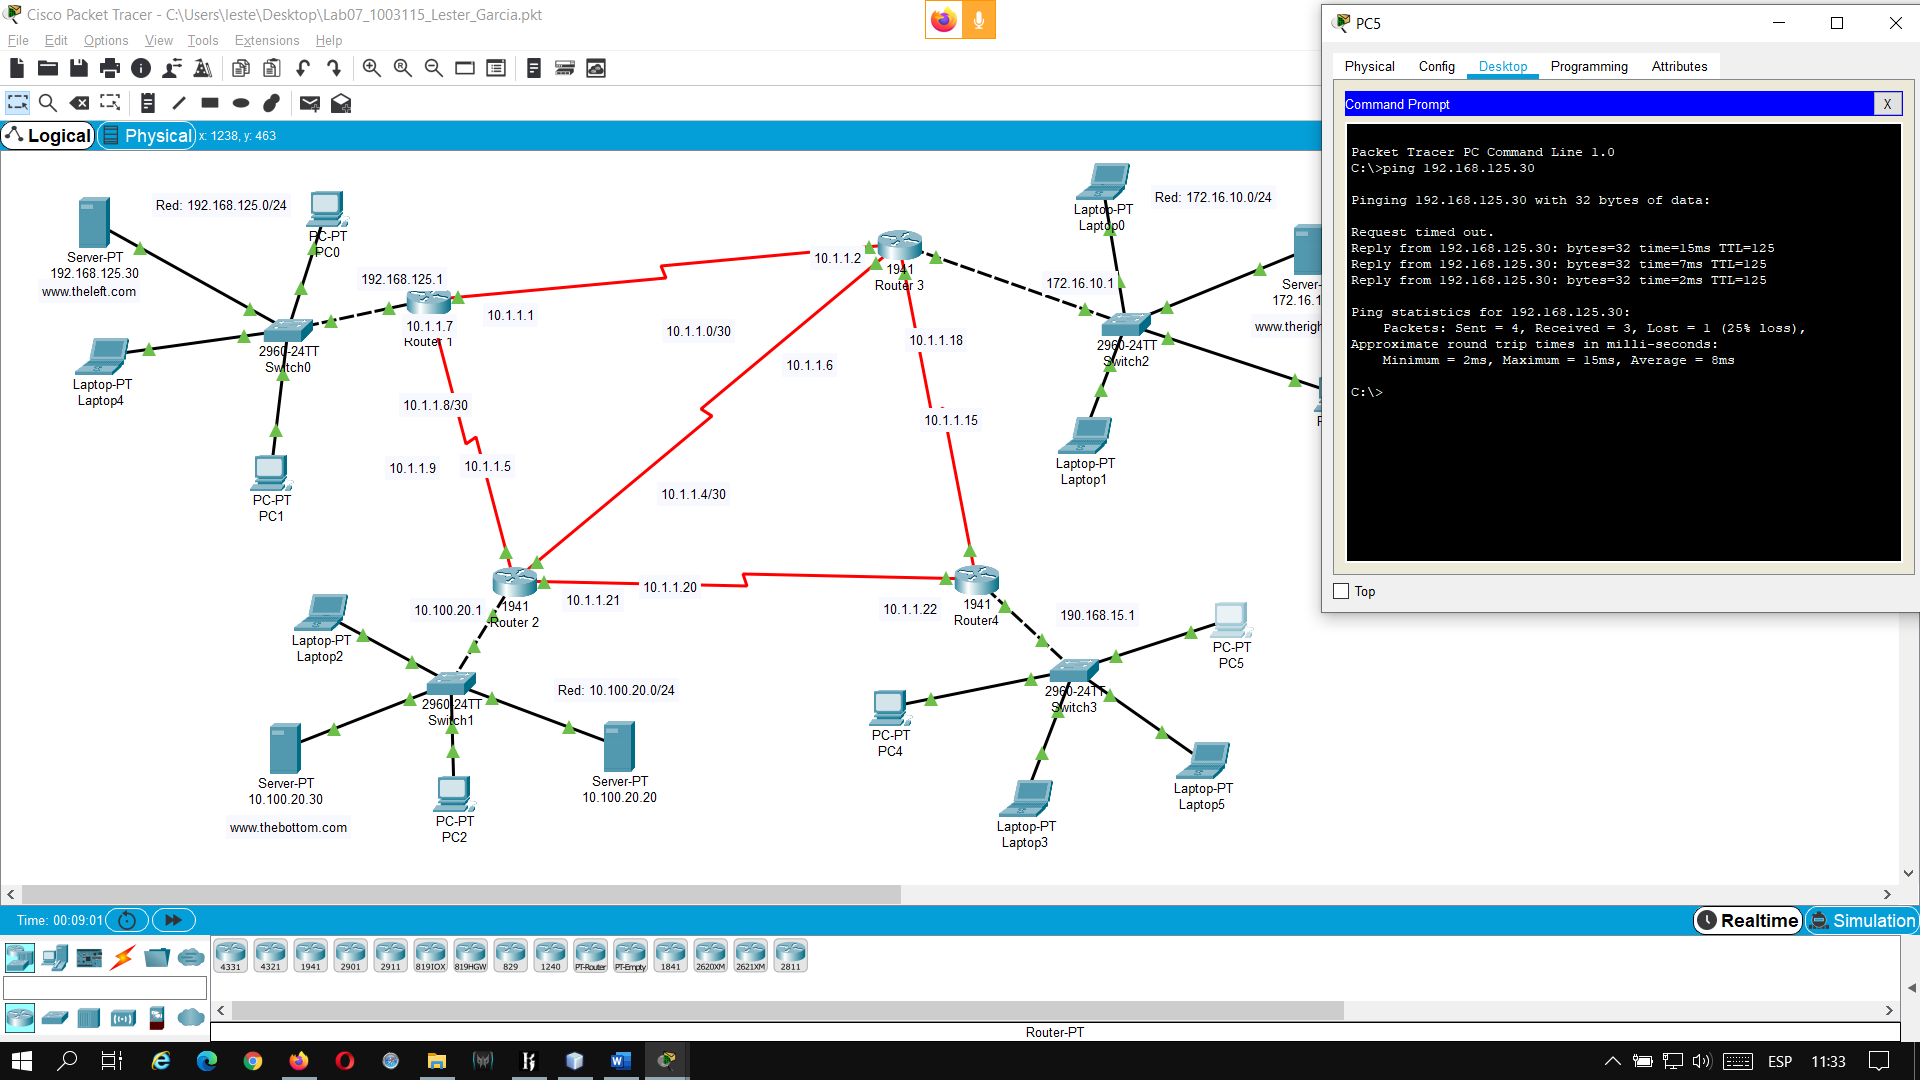 Cisco Packet Tracer - C:\Users\leste\Desktop\Lab07_1003115_Lester_Garcia.pkt
File Edit Options View Tools Extensions Help
Logical Physical x: 1238, y: 463
Red: 192.168.125.0/24
Server-PT
192.168.125.30
www.theleft.com
PC-PT
PC0
192.168.125.1
10.1.1.7
Router 1
10.1.1.1
2960-24TT
Switch0
Laptop-PT
Laptop4
PC-PT
PC1
10.1.1.8/30
10.1.1.9
10.1.1.5
10.1.1.0/30
10.1.1.2
1941
Router 3
10.1.1.6
10.1.1.18
10.1.1.15
10.1.1.4/30
Laptop-PT
Laptop0
Red: 172.16.10.0/24
172.16.10.1
Server-
172.16.1
www.therigh
2960-24TT
Switch2
Laptop-PT
Laptop1
10.100.20.1
1941
Router 2
10.1.1.21
10.1.1.20
10.1.1.22
1941
Router4
190.168.15.1
Laptop-PT
Laptop2
2960-24TT
Switch1
Red: 10.100.20.0/24
Server-PT
10.100.20.30
www.thebottom.com
PC-PT
PC2
Server-PT
10.100.20.20
PC-PT
PC5
2960-24TT
Switch3
PC-PT
PC4
Laptop-PT
Laptop3
Laptop-PT
Laptop5
PC5
Physical Config Desktop Programming Attributes
Command Prompt X
Packet Tracer PC Command Line 1.0
C:\>ping 192.168.125.30
Pinging 192.168.125.30 with 32 bytes of data:
Request timed out.
Reply from 192.168.125.30: bytes=32 time=15ms TTL=125
Reply from 192.168.125.30: bytes=32 time=7ms TTL=125
Reply from 192.168.125.30: bytes=32 time=2ms TTL=125
Ping statistics for 192.168.125.30:
Packets: Sent = 4, Received = 3, Lost = 1 (25% loss),
Approximate round trip times in milli-seconds:
Minimum = 2ms, Maximum = 15ms, Average = 8ms
C:\>
Top
Time: 00:09:01
Realtime Simulation
4331 4321 1941 2901 2911 819IOX 819HGW 829 1240 PT-Router PT-Empty 1841 2620XM 2621XM 2811
Router-PT
ESP 11:33